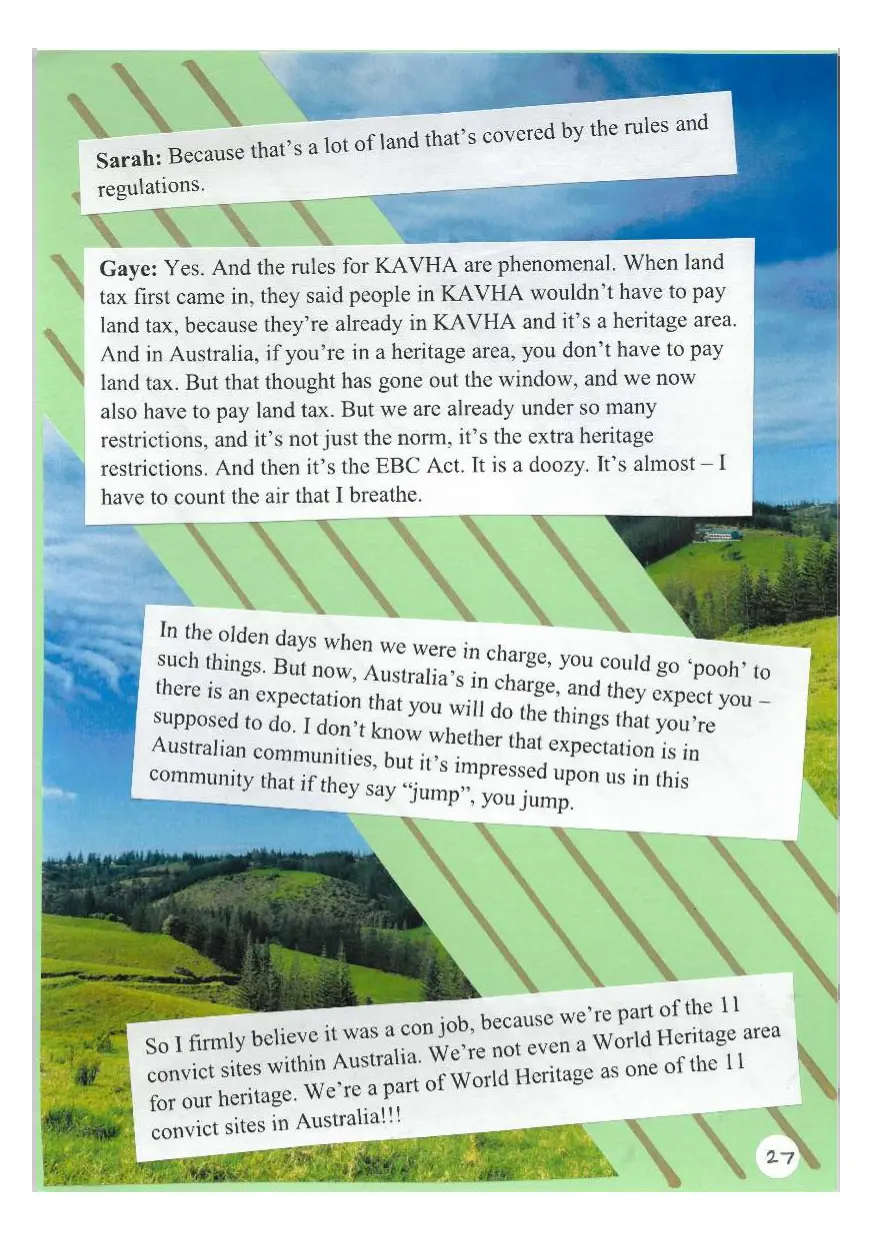 Sarah: Because that's a lot of land that's covered by the rules and
regulations.
Gaye: Yes. And the rules for KAVHA are phenomenal. When land
tax first came in, they said people in KAVHA wouldn't have to pay
land tax, because they're already in KAVHA and it's a heritage area.
And in Australia, if you're in a heritage area, you don't have to pay
land tax. But that thought has gone out the window, and we now
also have to pay land tax. But we are already under so many
restrictions, and it's not just the norm, it's the extra heritage
restrictions. And then it's the EBC Act. It is a doozy. It's almost – I
have to count the air that I breathe.
In the olden days when we were in charge, you could go ‘pooh’ to
such things. But now, Australia's in charge, and they expect you –
there is an expectation that you will do the things that you're
supposed to do. I don't know whether that expectation is in
Australian communities, but it's impressed upon us in this
community that if they say “jump”, you jump.
So I firmly believe it was a con job, because we're part of the 11
convict sites within Australia. We're not even a World Heritage area
for our heritage. We're a part of World Heritage as one of the 11
convict sites in Australia!!!
27